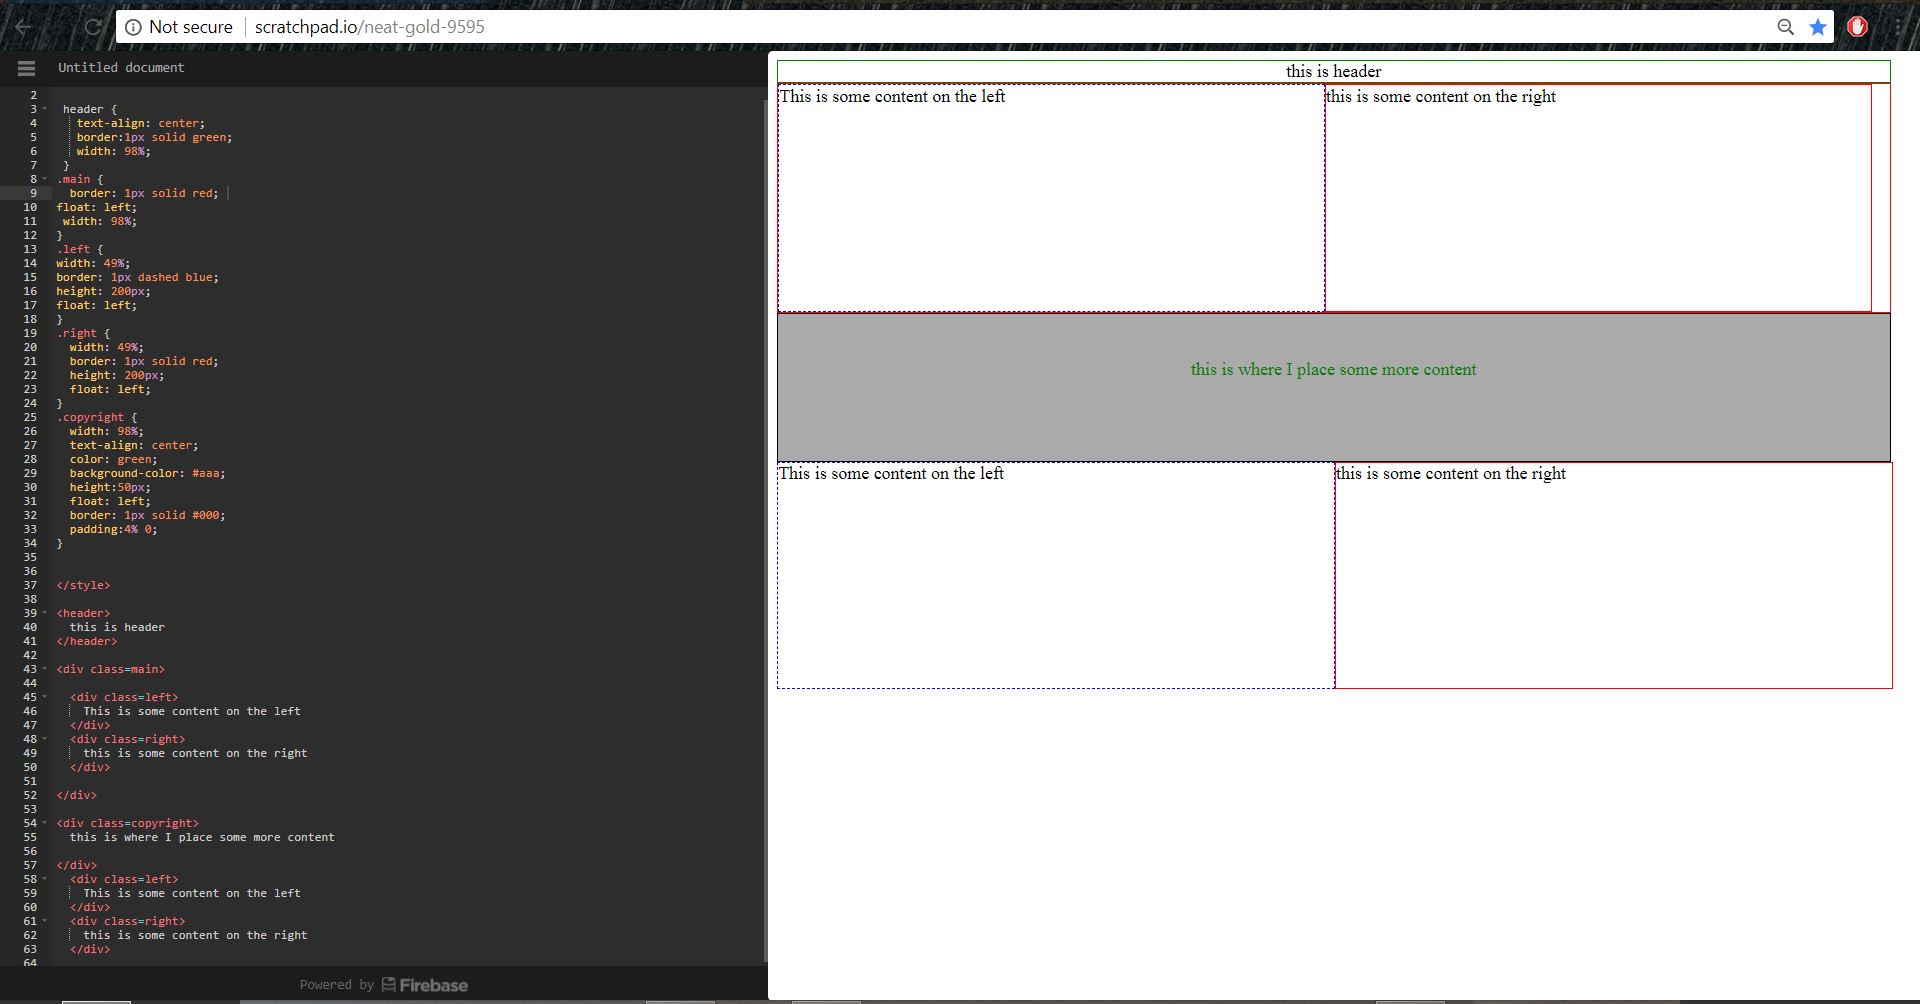 Not secure scratchpad.io/neat-gold-9595
Untitled document
2
3 header {
4 text-align: center;
5 border:1px solid green;
6 width: 98%;
7 }
8 .main {
9 border: 1px solid red;
10 float: left;
11 width: 98%;
12 }
13 .left {
14 width: 49%;
15 border: 1px dashed blue;
16 height: 200px;
17 float: left;
18 }
19 .right {
20 width: 49%;
21 border: 1px solid red;
22 height: 200px;
23 float: left;
24 }
25 .copyright {
26 width: 98%;
27 text-align: center;
28 color: green;
29 background-color: #aaa;
30 height:50px;
31 float: left;
32 border: 1px solid #000;
33 padding:4% 0;
34 }
35
36
37 </style>
38
39 <header>
40 this is header
41 </header>
42
43 <div class=main>
44
45 <div class=left>
46 This is some content on the left
47 </div>
48 <div class=right>
49 this is some content on the right
50 </div>
51
52 </div>
53
54 <div class=copyright>
55 this is where I place some more content
56
57 </div>
58 <div class=left>
59 This is some content on the left
60 </div>
61 <div class=right>
62 this is some content on the right
63 </div>
64
Powered by Firebase
this is header
This is some content on the left
this is some content on the right
this is where I place some more content
This is some content on the left
this is some content on the right